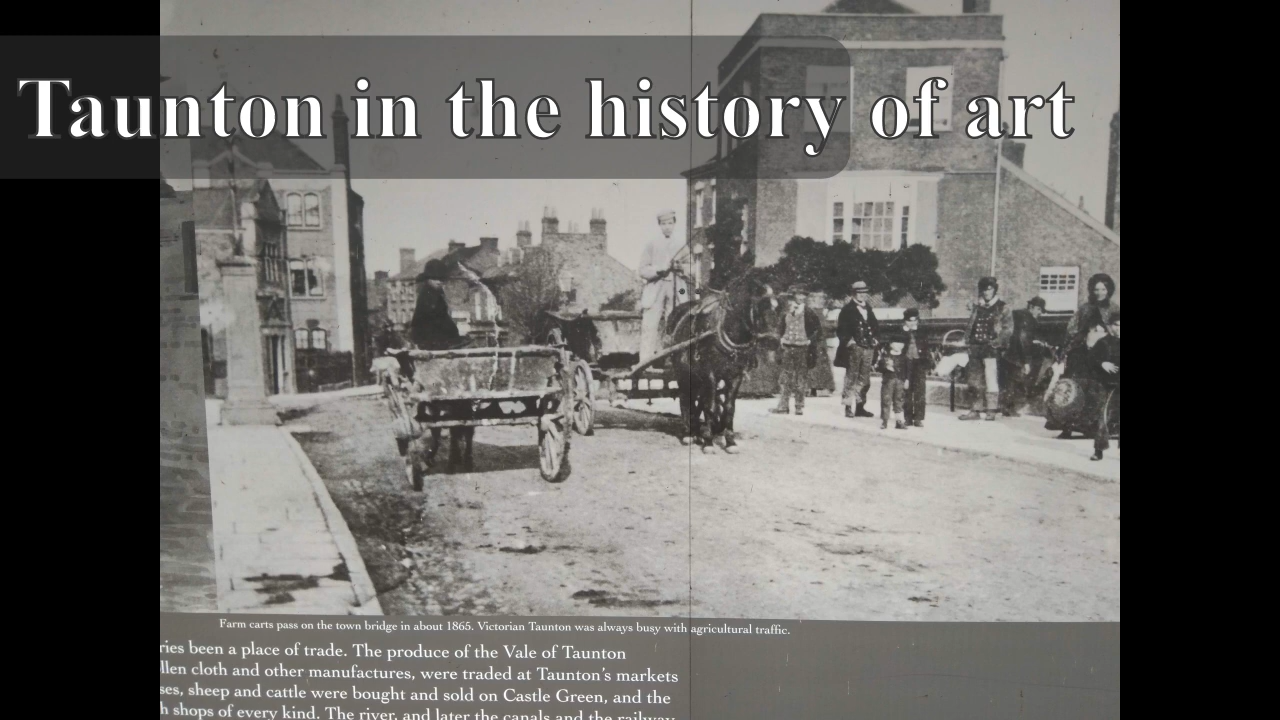 Taunton in the history of art
Farm carts pass on the town bridge in about 1865. Victorian Taunton was always busy with agricultural traffic.
ries been a place of trade. The produce of the Vale of Taunton
llen cloth and other manufactures, were traded at Taunton's markets
ses, sheep and cattle were bought and sold on Castle Green, and the
h shops of every kind. The river, and later the canals and the railway,